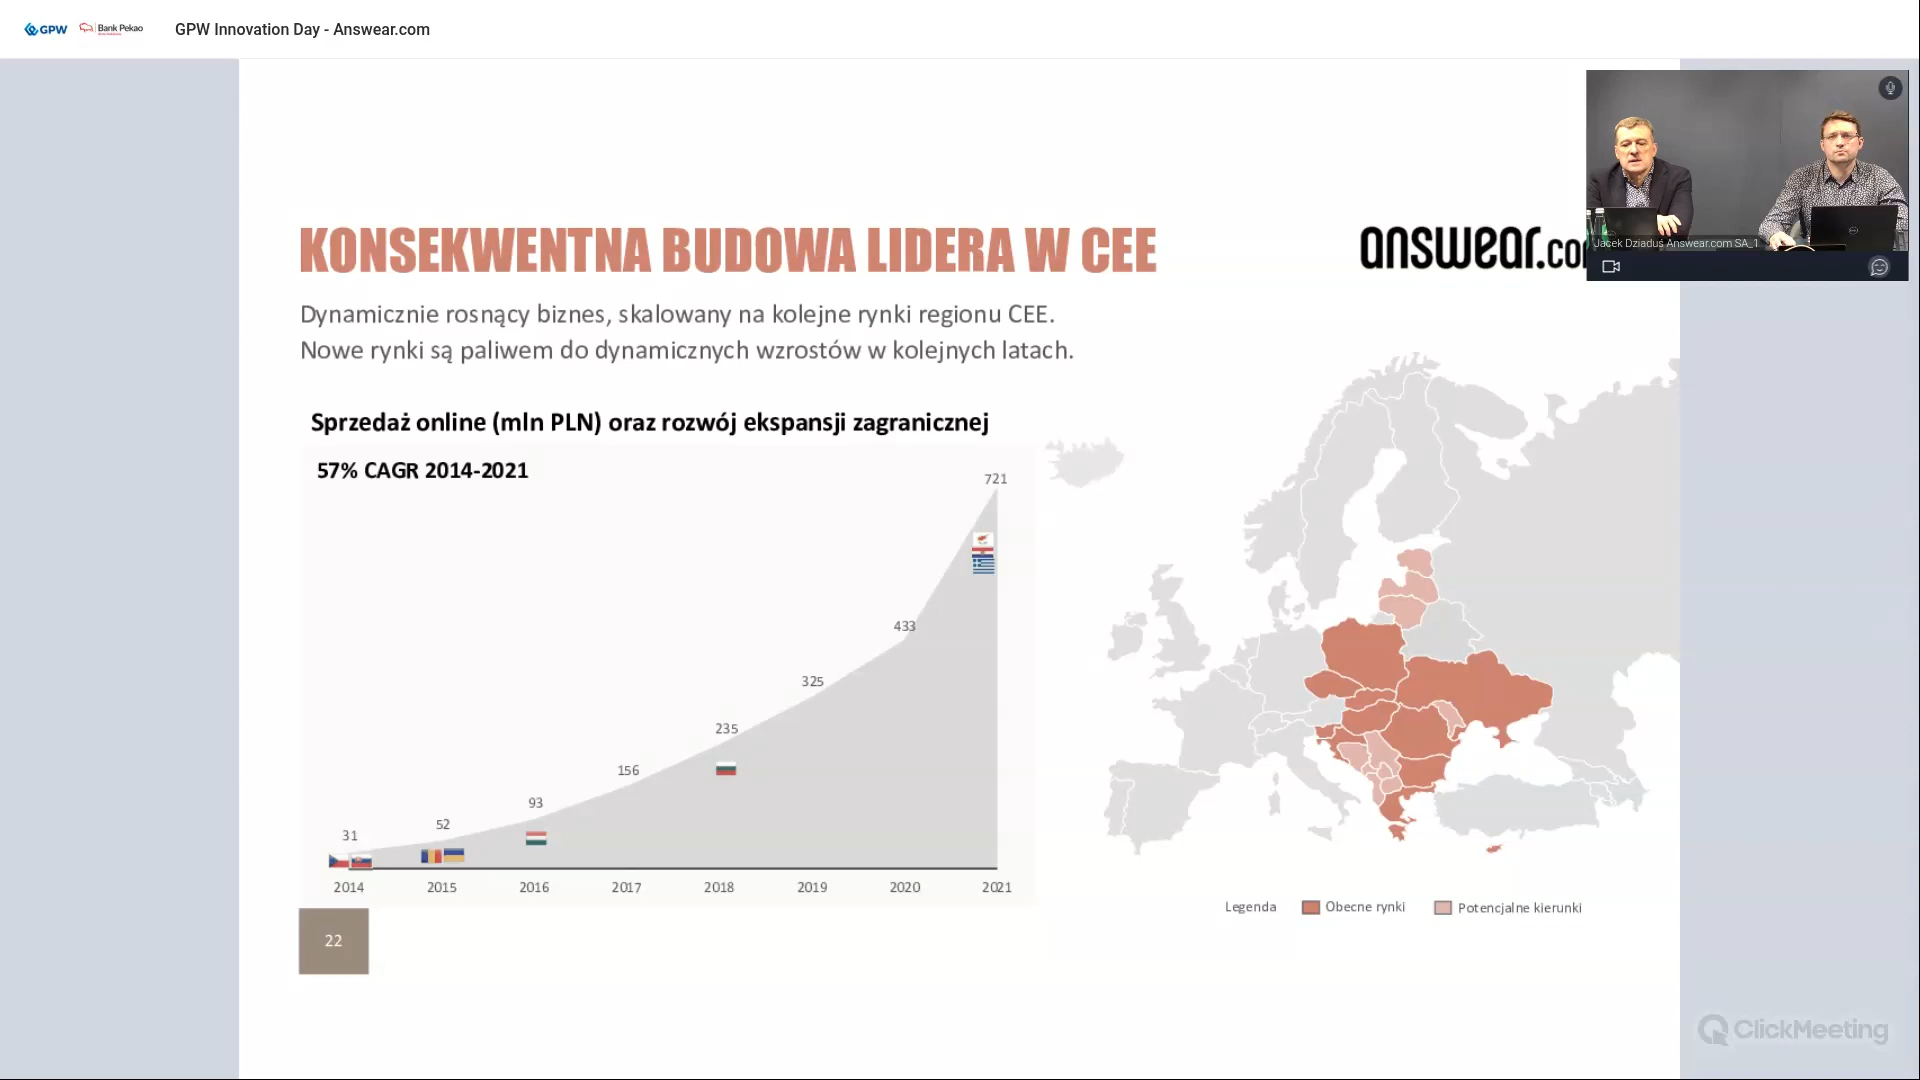 GPW
Bank Pekao
GPW Innovation Day - Answear.com
KONSEKWENTNA BUDOWA LIDERA W CEE
answear.co
Jacek Dziaduś Answear.com SA_1
Dynamicznie rosnący biznes, skalowany na kolejne rynki regionu CEE.
Nowe rynki są paliwem do dynamicznych wzrostów w kolejnych latach.
Sprzedaż online (mln PLN) oraz rozwój ekspansji zagranicznej
57% CAGR 2014-2021
721
433
325
235
156
93
52
31
2014 2015 2016 2017 2018 2019 2020 2021
Legenda Obecne rynki Potencjalne kierunki
22
ClickMeeting